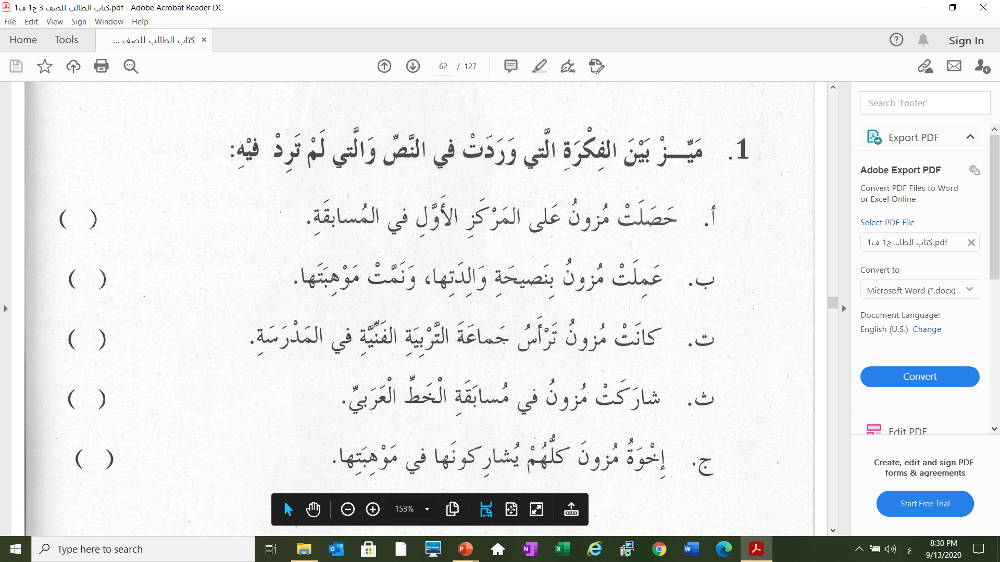 كتاب الطالب للصف 3 ج1 ف1.pdf - Adobe Acrobat Reader DC
File Edit View Sign Window Help
Home Tools كتاب الطالب للصف ... × Sign In
62 / 127
Search 'Footer'
Export PDF
Adobe Export PDF
Convert PDF Files to Word
or Excel Online
Select PDF File
كتاب الطا... ج1 ف1.pdf
Convert to
Microsoft Word (*.docx)
Document Language:
English (U.S.) Change
Convert
Edit PDF
Create, edit and sign PDF
forms & agreements
Start Free Trial
1. مَيِّـــزْ بَيْنَ الفِكْرَةِ الَّتي وَرَدَتْ في النَّصِّ وَالَّتي لَمْ تَرِدْ فيْهِ:
أ. حَصَلَتْ مُزونُ عَلى المَرْكَزِ الأَوَّلِ في المُسابقَةِ. ( )
ب. عَمِلَتْ مُزونُ بِنَصيحَةِ وَالِدَتِها، وَنَمَّتْ مَوْهِبَتَها. ( )
ت. كانَتْ مُزونُ تَرْأَسُ جَماعَةَ التَّرْبِيَةِ الفَنِّيَّةِ في المَدْرَسَةِ. ( )
ث. شارَكَتْ مُزونُ في مُسابَقَةِ الْخَطِّ الْعَرَبيِّ. ( )
ج. إِخْوَةُ مُزونَ كلُّهُمْ يُشارِكونَها في مَوْهِبَتِها. ( )
153%
Type here to search
ع
8:30 PM
9/13/2020